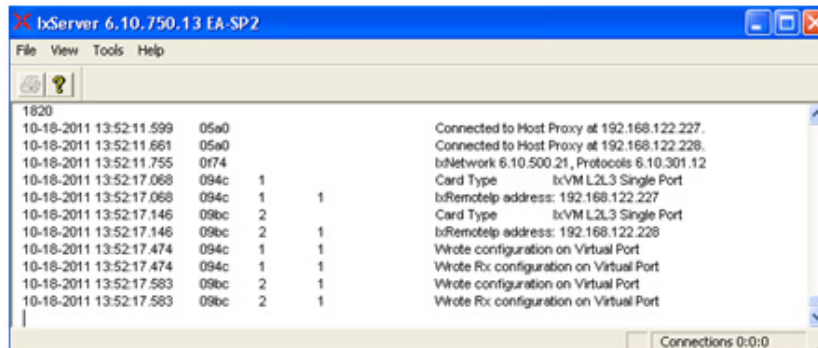 IxServer 6.10.750.13 EA-SP2
File View Tools Help
1820
10-18-2011 13:52:11.599 05a0 Connected to Host Proxy at 192.168.122.227.
10-18-2011 13:52:11.661 05a0 Connected to Host Proxy at 192.168.122.228.
10-18-2011 13:52:11.755 0f74 IxNetwork 6.10.500.21, Protocols 6.10.301.12
10-18-2011 13:52:17.068 094c 1 Card Type IxVM L2L3 Single Port
10-18-2011 13:52:17.068 094c 1 1 IxRemoteIp address: 192.168.122.227
10-18-2011 13:52:17.146 09bc 2 Card Type IxVM L2L3 Single Port
10-18-2011 13:52:17.146 09bc 2 1 IxRemoteIp address: 192.168.122.228
10-18-2011 13:52:17.474 094c 1 1 Wrote configuration on Virtual Port
10-18-2011 13:52:17.474 094c 1 1 Wrote Rx configuration on Virtual Port
10-18-2011 13:52:17.583 09bc 2 1 Wrote configuration on Virtual Port
10-18-2011 13:52:17.583 09bc 2 1 Wrote Rx configuration on Virtual Port
Connections 0:0:0